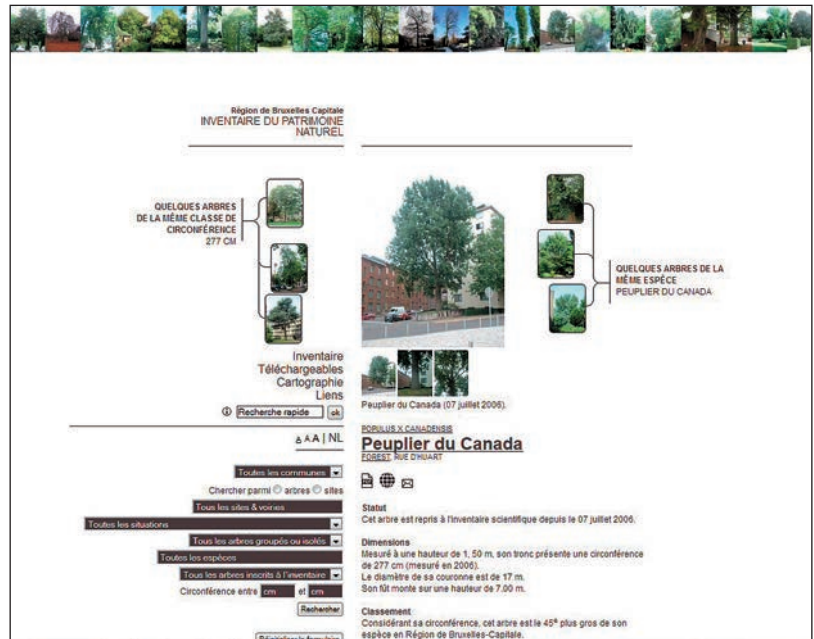 Région de Bruxelles Capitale
INVENTAIRE DU PATRIMOINE
NATUREL
QUELQUES ARBRES
DE LA MÊME CLASSE DE
CIRCONFÉRENCE
277 CM
QUELQUES ARBRES DE LA
MÊME ESPÈCE
PEUPLIER DU CANADA
Inventaire
Téléchargeables
Cartographie
Liens
Recherche rapide ok
A A A | NL
Toutes les communes
Chercher parmi arbres sites
Tous les sites & voiries
Toutes les situations
Tous les arbres groupés ou isolés
Toutes les espèces
Tous les arbres inscrits à l'inventaire
Circonférence entre cm et cm
Rechercher
Réinitialiser le formulaire
Peuplier du Canada (07 juillet 2006).
POPULUS X CANADENSIS
Peuplier du Canada
FOREST, RUE D'HUART
Statut
Cet arbre est repris à l'inventaire scientifique depuis le 07 juillet 2006.
Dimensions
Mesuré à une hauteur de 1, 50 m, son tronc présente une circonférence
de 277 cm (mesuré en 2006).
Le diamètre de sa couronne est de 17 m.
Son fût monte sur une hauteur de 7.00 m.
Classement
Considérant sa circonférence, cet arbre est le 45e plus gros de son
espèce en Région de Bruxelles-Capitale.